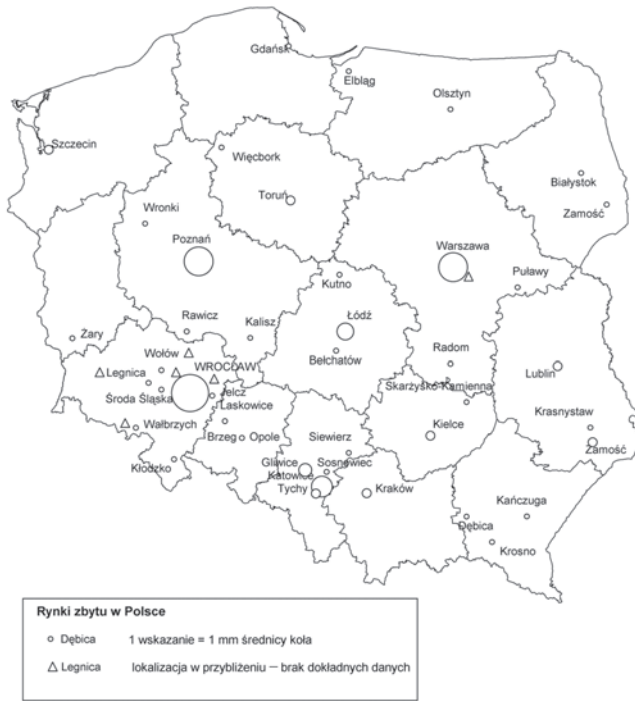 Gdańsk
Elbląg
Olsztyn
Szczecin
Więcbork
Białystok
Toruń
Zamość
Wronki
Poznań
Warszawa
Kutno
Puławy
Rawicz
Kalisz
Łódź
Żary
Bełchatów
Radom
Wołów
Legnica
WROCŁAW
Lublin
Skarżyśko-Kamienna
Środa Śląska
Jelcz
Laskowice
Krasnystaw
Wałbrzych
Brzeg
Opole
Siewierz
Kielce
Zamość
Kłodzko
Gliwice
Sosnowiec
Katowice
Tychy
Kraków
Kańczuga
Dębica
Krosno
Rynki zbytu w Polsce
Dębica 1 wskazanie = 1 mm średnicy koła
Legnica lokalizacja w przybliżeniu – brak dokładnych danych